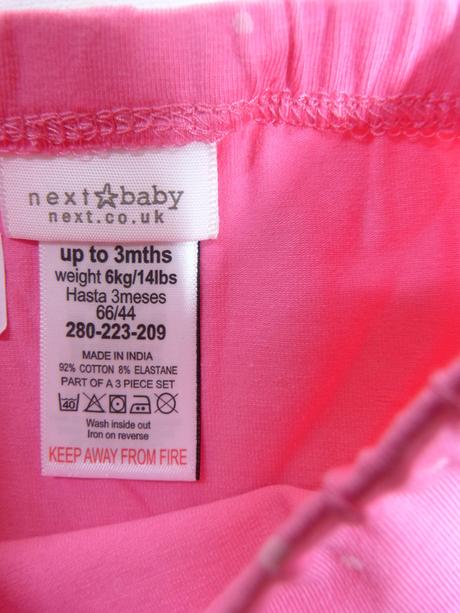 next☆baby
next.co.uk
up to 3mths
weight 6kg/14lbs
Hasta 3meses
66/44
280-223-209
MADE IN INDIA
92% COTTON 8% ELASTANE
PART OF A 3 PIECE SET
40
Wash inside out
Iron on reverse
KEEP AWAY FROM FIRE